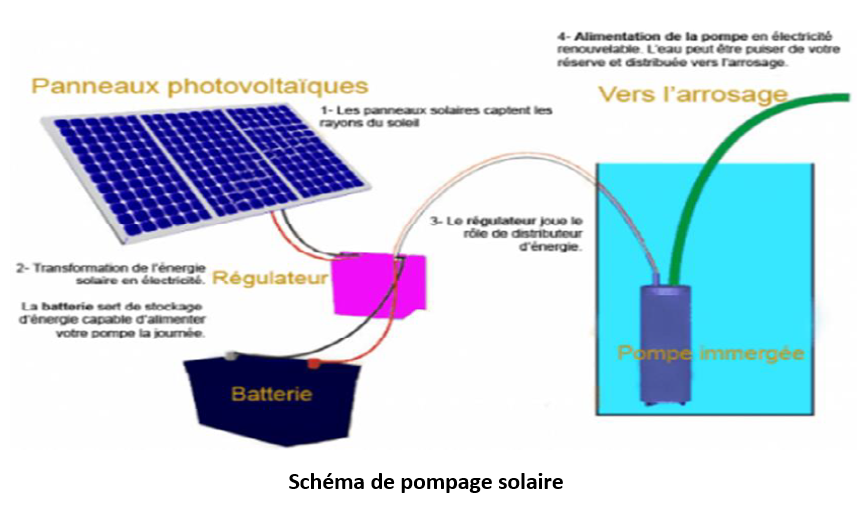 4- Alimentation de la pompe en électricité
renouvelable. L'eau peut être puiser de votre
réserve et distribuée vers l'arrosage.
Panneaux photovoltaïques
Vers l'arrosage
1- Les panneaux solaires captent les
rayons du soleil
3- Le régulateur joue le
rôle de distributeur
d'énergie.
2- Transformation de l'énergie
solaire en électricité.
Régulateur
La batterie sert de stockage
d'énergie capable d'alimenter
votre pompe la journée.
Pompe immergée
Batterie
Schéma de pompage solaire